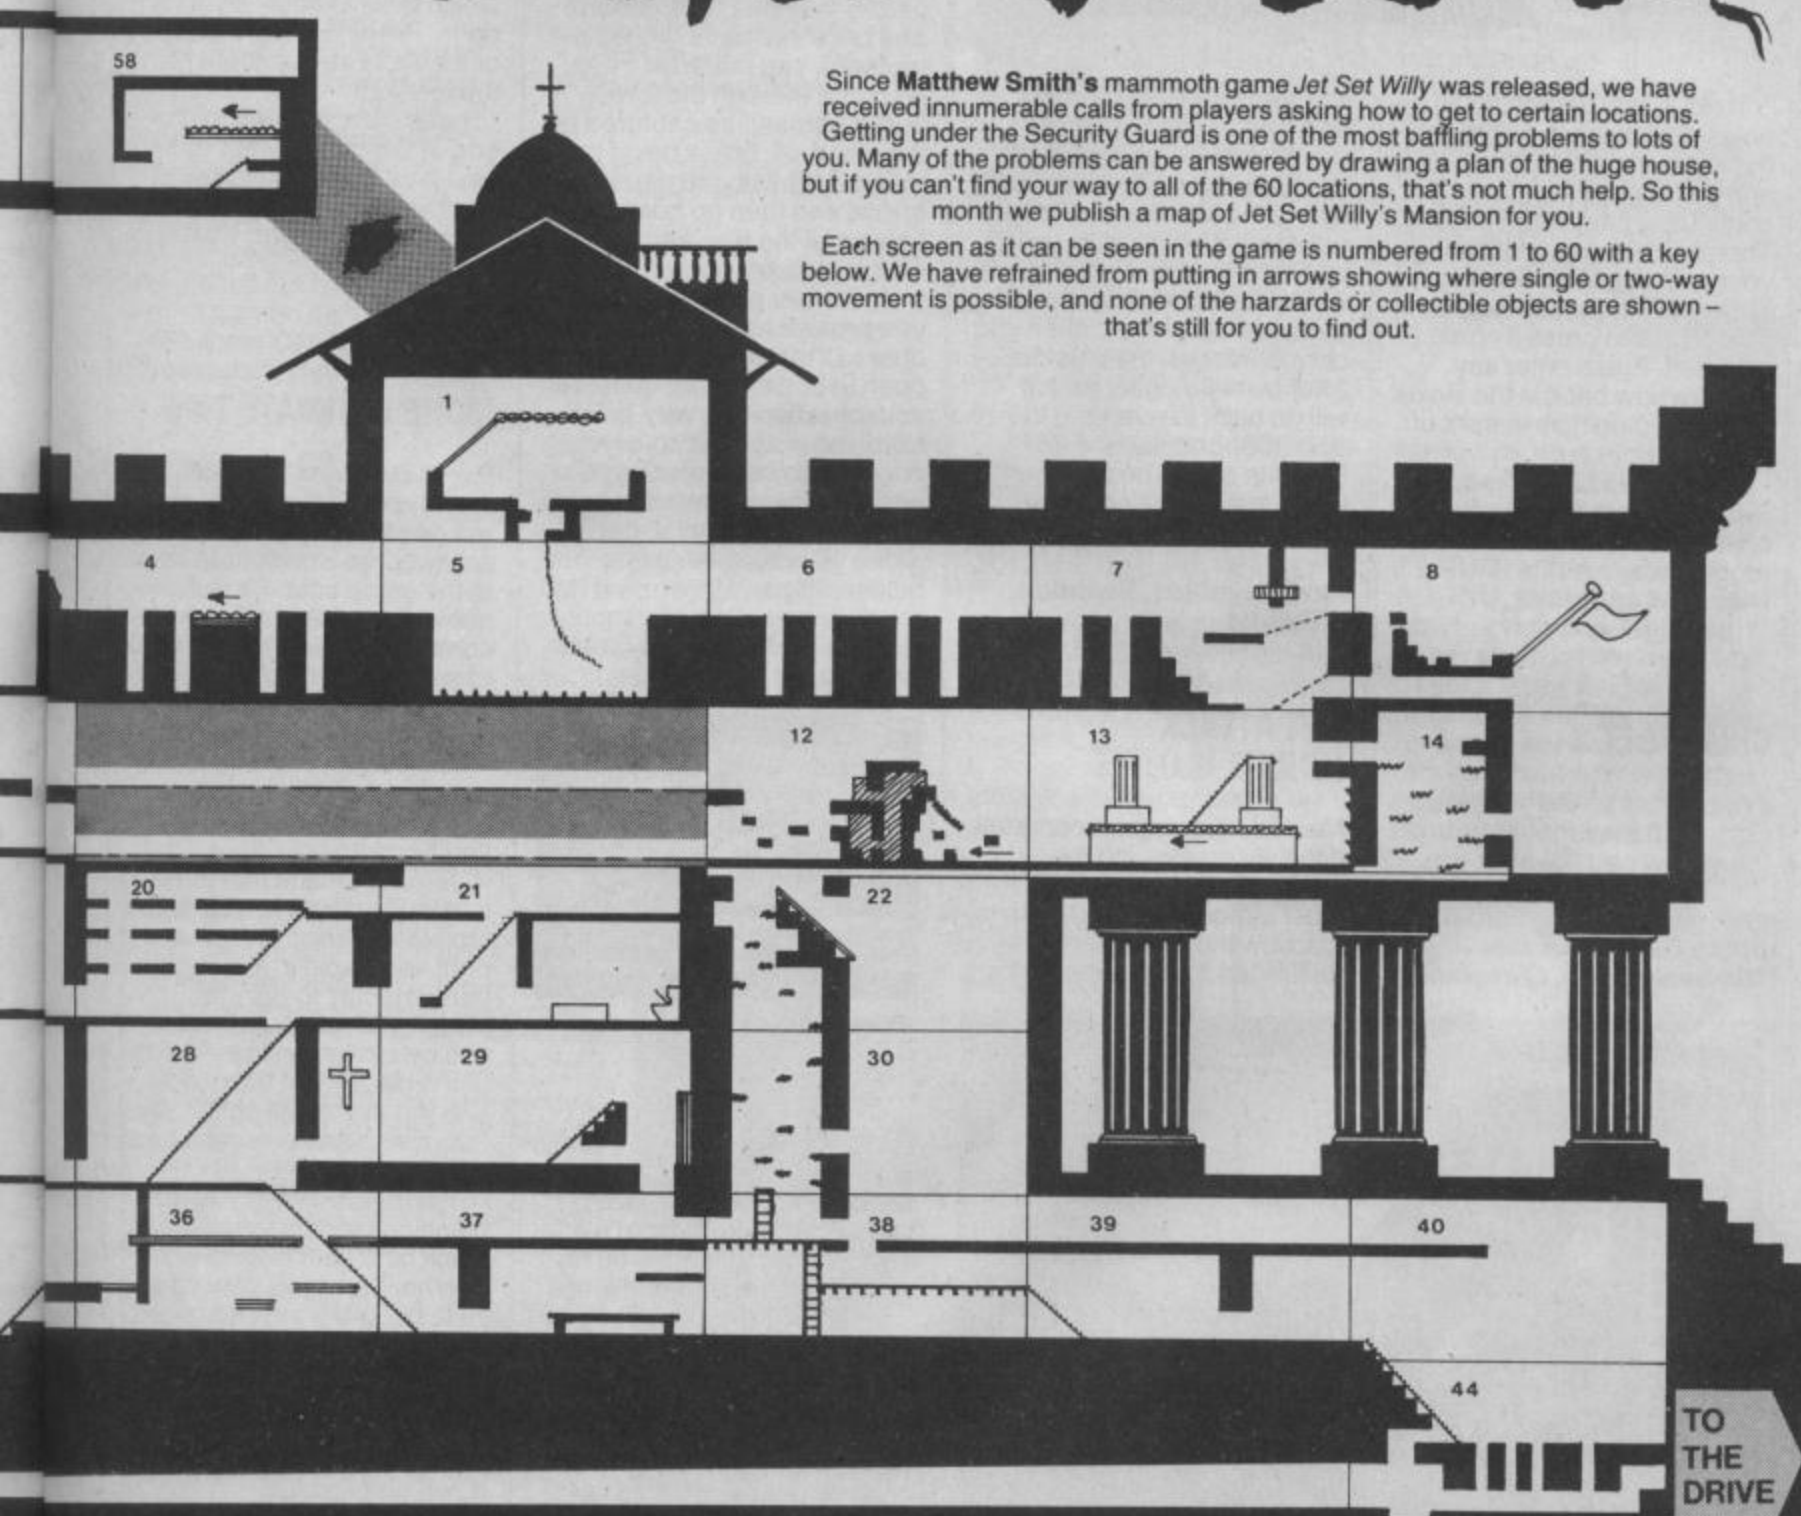 58
Since Matthew Smith's mammoth game Jet Set Willy was released, we have
received innumerable calls from players asking how to get to certain locations.
Getting under the Security Guard is one of the most baffling problems to lots of
you. Many of the problems can be answered by drawing a plan of the huge house,
but if you can't find your way to all of the 60 locations, that's not much help. So this
month we publish a map of Jet Set Willy's Mansion for you.
Each screen as it can be seen in the game is numbered from 1 to 60 with a key
below. We have refrained from putting in arrows showing where single or two-way
movement is possible, and none of the harzards or collectible objects are shown –
that's still for you to find out.
1
4 5 6 7 8
12 13 14
20 21 22
28 29 30
36 37 38 39 40
44
TO
THE
DRIVE